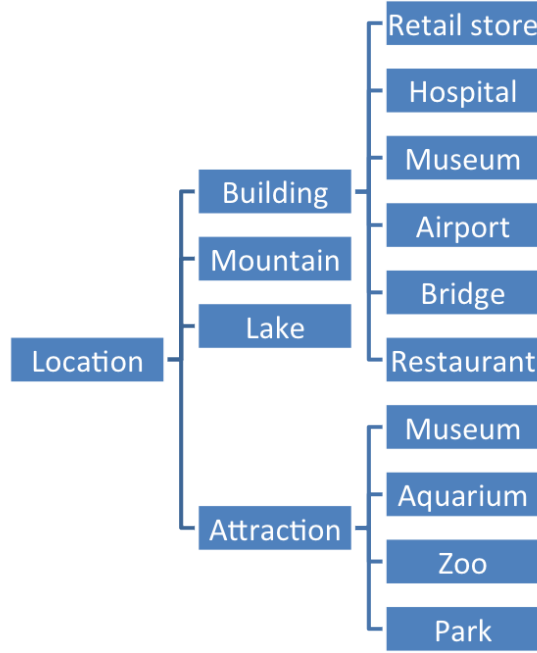 Retail store
Hospital
Museum
Building
Airport
Mountain
Bridge
Lake
Location
Restaurant
Museum
Aquarium
Attraction
Zoo
Park